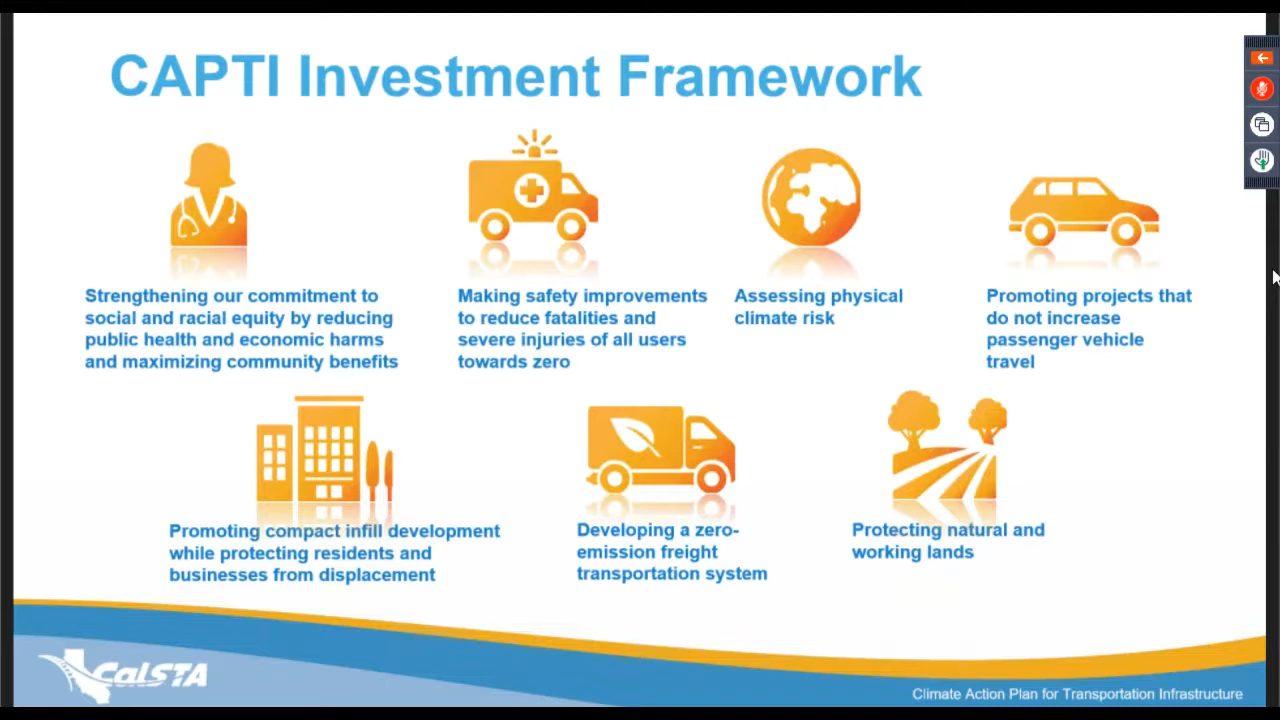 CAPTI Investment Framework
Strengthening our commitment to
social and racial equity by reducing
public health and economic harms
and maximizing community benefits
Making safety improvements
to reduce fatalities and
severe injuries of all users
towards zero
Assessing physical
climate risk
Promoting projects that
do not increase
passenger vehicle
travel
Promoting compact infill development
while protecting residents and
businesses from displacement
Developing a zero-
emission freight
transportation system
Protecting natural and
working lands
CalSTA
Climate Action Plan for Transportation Infrastructure